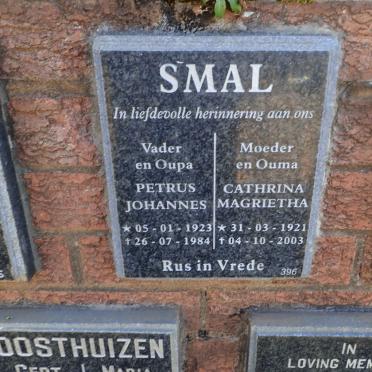 SMAL
In liefdevolle herinnering aan ons
Vader
en Oupa
PETRUS
JOHANNES
★ 05 - 01 - 1923
† 26 - 07 - 1984
Moeder
en Ouma
CATHRINA
MAGRIETHA
★ 31 - 03 - 1921
† 04 - 10 - 2003
Rus in Vrede
396
OOSTHUIZEN
GERT J. MARIA
IN
LOVING MEM